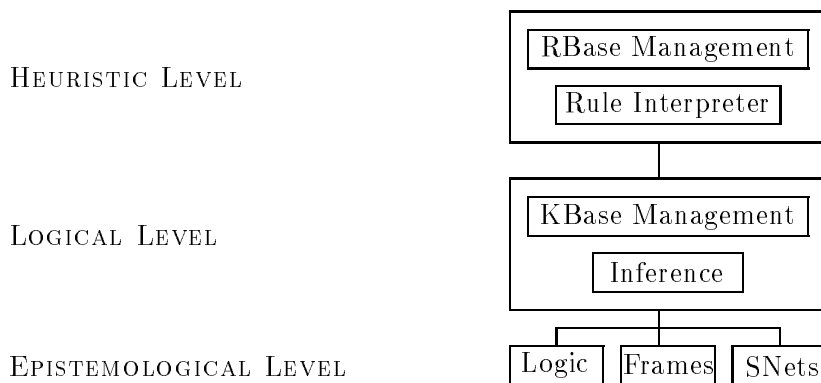 RBase Management
HEURISTIC LEVEL
Rule Interpreter
KBase Management
LOGICAL LEVEL
Inference
EPISTEMOLOGICAL LEVEL
Logic Frames SNets